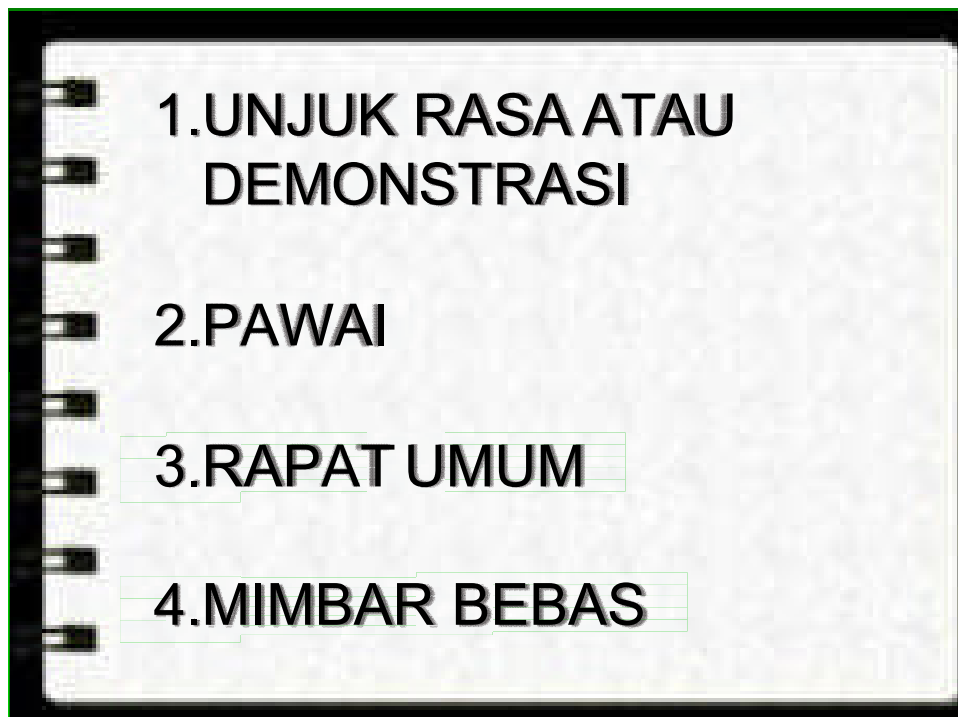 1.UNJUK RASA ATAU
DEMONSTRASI
2.PAWAI
3.RAPAT UMUM
4.MIMBAR BEBAS